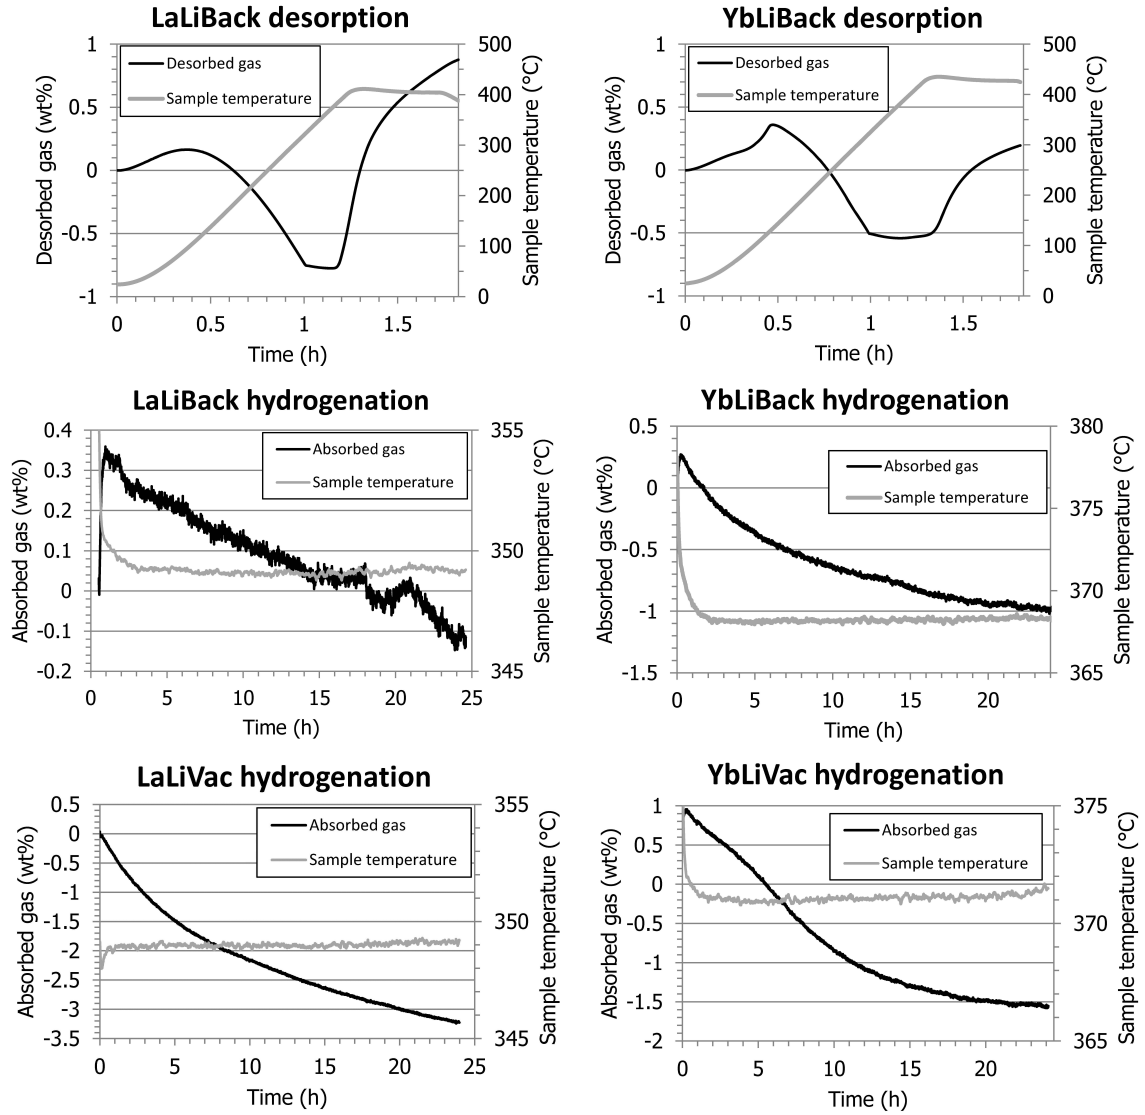 LaLiBack desorption
Desorbed gas (wt%)
1
0.5
0
-0.5
-1
Desorbed gas
Sample temperature
500
400
300
200
100
0
Sample temperature (°C)
0 0.5 1 1.5
Time (h)
YbLiBack desorption
Desorbed gas (wt%)
1
0.5
0
-0.5
-1
Desorbed gas
Sample temperature
500
400
300
200
100
0
Sample temperature (°C)
0 0.5 1 1.5
Time (h)
LaLiBack hydrogenation
Absorbed gas (wt%)
0.4
0.3
0.2
0.1
0
-0.1
-0.2
Absorbed gas
Sample temperature
355
350
345
Sample temperature (°C)
0 5 10 15 20 25
Time (h)
YbLiBack hydrogenation
Absorbed gas (wt%)
0.5
0
-0.5
-1
-1.5
Absorbed gas
Sample temperature
380
375
370
365
Sample temperature (°C)
0 5 10 15 20
Time (h)
LaLiVac hydrogenation
Absorbed gas (wt%)
0.5
0
-0.5
-1
-1.5
-2
-2.5
-3
-3.5
Absorbed gas
Sample temperature
355
350
345
Sample temperature (°C)
0 5 10 15 20 25
Time (h)
YbLiVac hydrogenation
Absorbed gas (wt%)
1
0.5
0
-0.5
-1
-1.5
-2
Absorbed gas
Sample temperature
375
370
365
Sample temperature (°C)
0 5 10 15 20
Time (h)